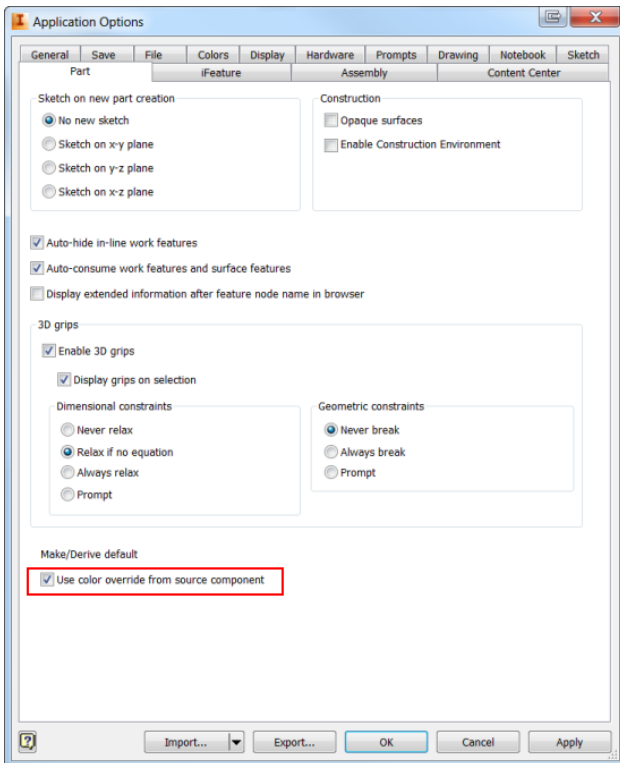 Application Options
General Save File Colors Display Hardware Prompts Drawing Notebook Sketch
Part iFeature Assembly Content Center
Sketch on new part creation
No new sketch
Sketch on x-y plane
Sketch on y-z plane
Sketch on x-z plane
Construction
Opaque surfaces
Enable Construction Environment
Auto-hide in-line work features
Auto-consume work features and surface features
Display extended information after feature node name in browser
3D grips
Enable 3D grips
Display grips on selection
Dimensional constraints
Never relax
Relax if no equation
Always relax
Prompt
Geometric constraints
Never break
Always break
Prompt
Make/Derive default
Use color override from source component
Import... Export... OK Cancel Apply